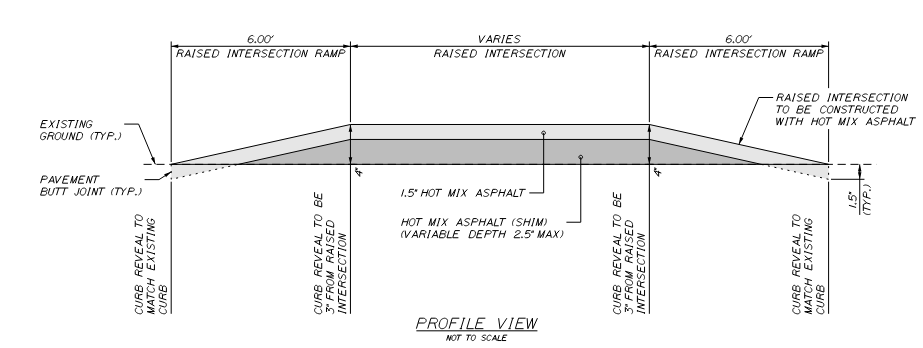 6.00'
RAISED INTERSECTION RAMP
VARIES
RAISED INTERSECTION
6.00'
RAISED INTERSECTION RAMP
EXISTING
GROUND (TYP.)
RAISED INTERSECTION
TO BE CONSTRUCTED
WITH HOT MIX ASPHALT
PAVEMENT
BUTT JOINT (TYP.)
4"
4"
1.5" HOT MIX ASPHALT
HOT MIX ASPHALT (SHIM)
(VARIABLE DEPTH 2.5" MAX)
1.5"
(TYP.)
CURB REVEAL TO
MATCH EXISTING
CURB
CURB REVEAL TO BE
3" FROM RAISED
INTERSECTION
CURB REVEAL TO BE
3" FROM RAISED
INTERSECTION
CURB REVEAL TO
MATCH EXISTING
CURB
PROFILE VIEW
NOT TO SCALE